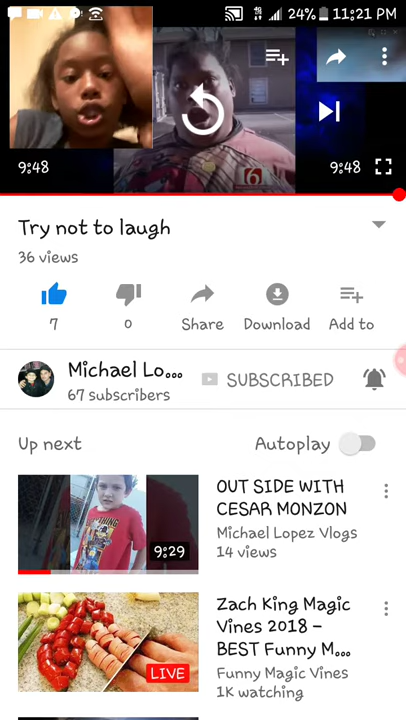 24% 11:21 PM
6
9:48 9:48
Try not to laugh
36 views
7 0 Share Download Add to
Michael Lo...
SUBSCRIBED
67 subscribers
Up next Autoplay
OUT SIDE WITH
CESAR MONZON
Michael Lopez Vlogs
14 views
9:29
Zach King Magic
Vines 2018 –
BEST Funny M...
Funny Magic Vines
1K watching
LIVE